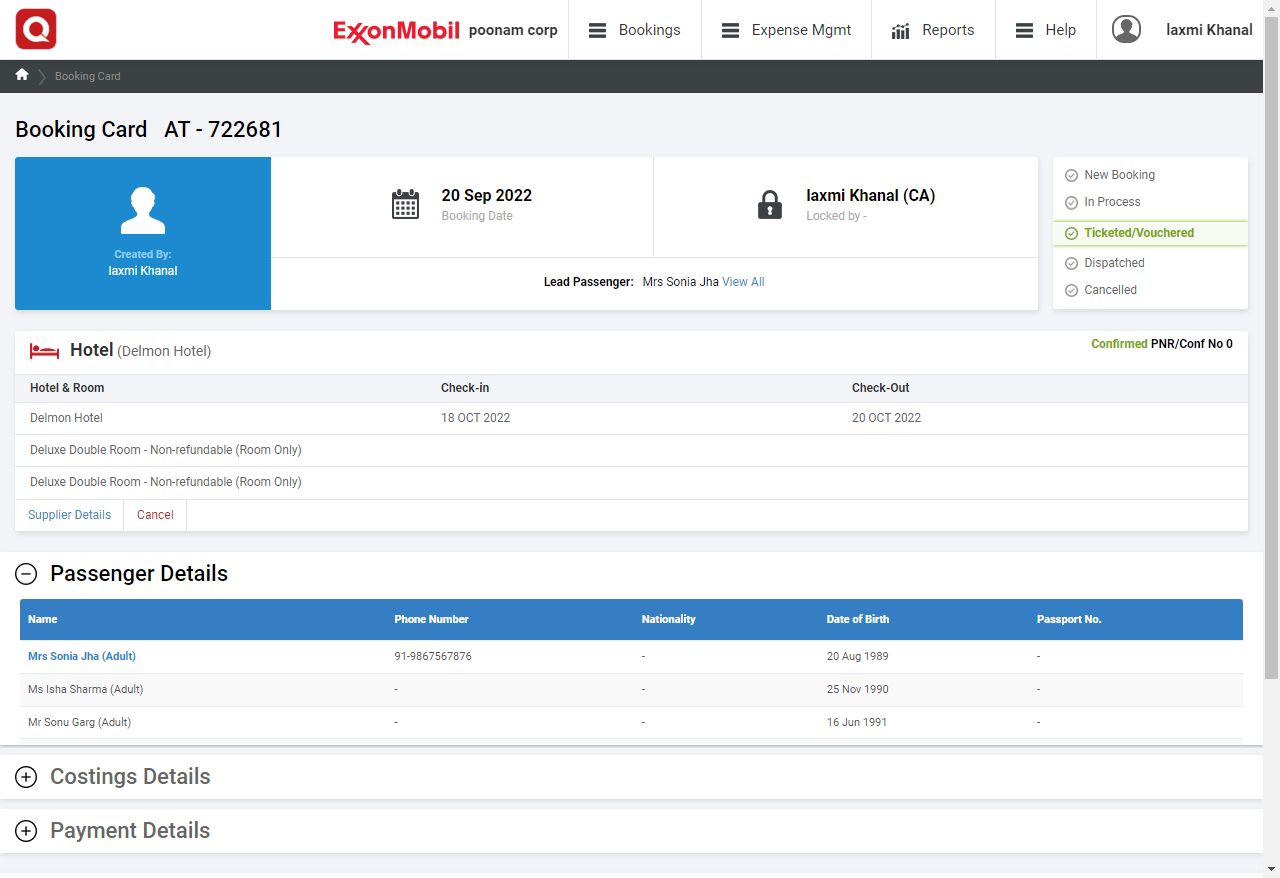 Q ExxonMobil poonam corp Bookings Expense Mgmt Reports Help laxmi Khanal
Booking Card
Booking Card AT - 722681
Created By:
laxmi Khanal
20 Sep 2022
Booking Date
laxmi Khanal (CA)
Locked by -
Lead Passenger: Mrs Sonia Jha View All
New Booking
In Process
Ticketed/Vouchered
Dispatched
Cancelled
Hotel (Delmon Hotel)
Confirmed PNR/Conf No 0
Hotel & Room Check-in Check-Out
Delmon Hotel 18 OCT 2022 20 OCT 2022
Deluxe Double Room - Non-refundable (Room Only)
Deluxe Double Room - Non-refundable (Room Only)
Supplier Details Cancel
Passenger Details
Name Phone Number Nationality Date of Birth Passport No.
Mrs Sonia Jha (Adult) 91-9867567876 - 20 Aug 1989 -
Ms Isha Sharma (Adult) - - 25 Nov 1990 -
Mr Sonu Garg (Adult) - - 16 Jun 1991 -
Costings Details
Payment Details